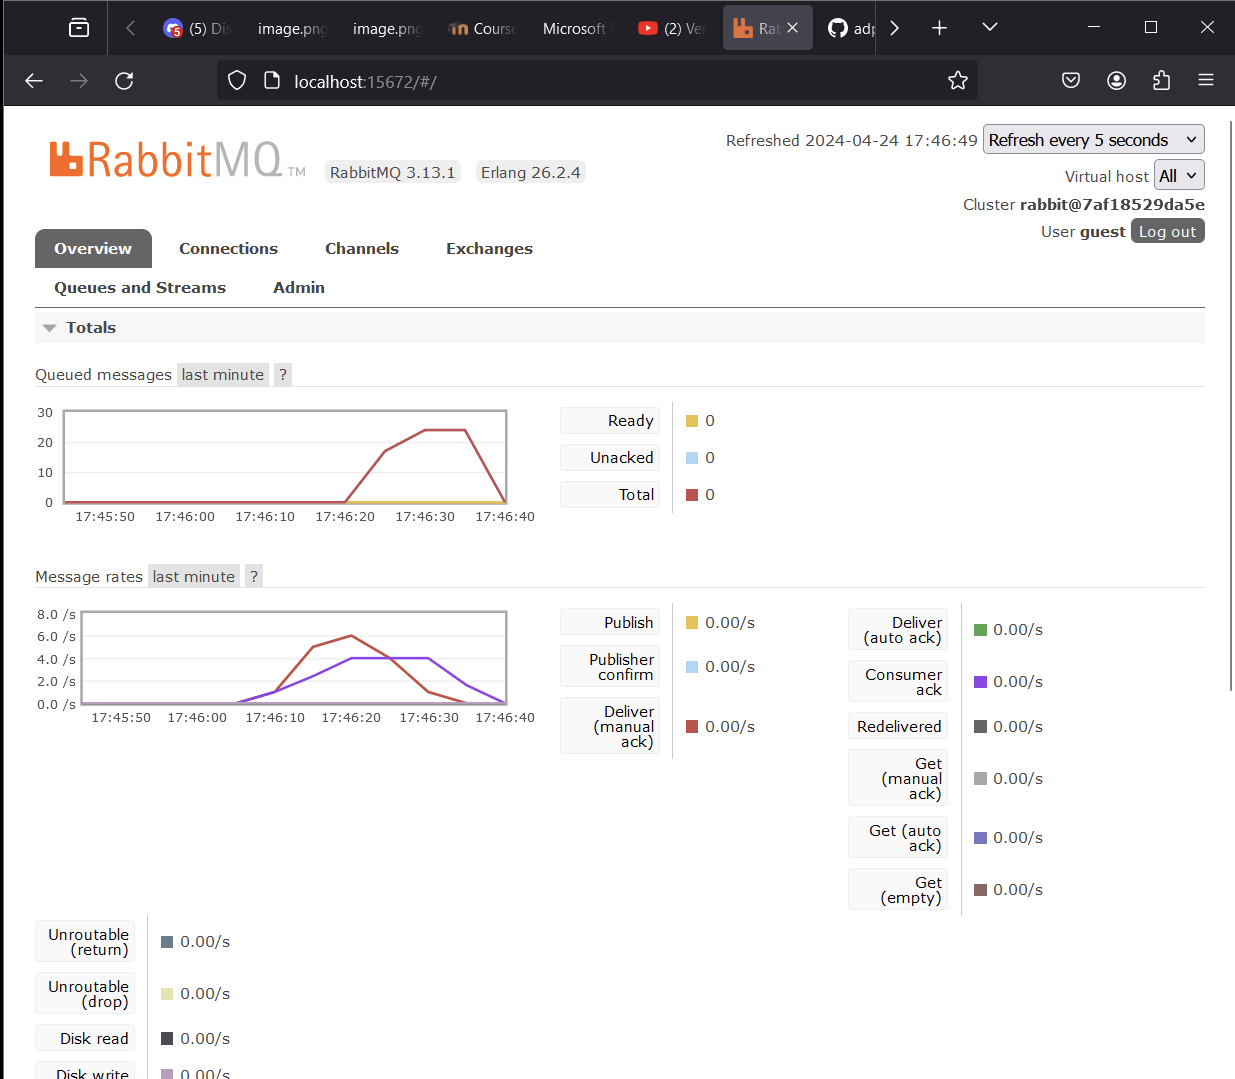 (5) Dis
image.png
image.png
Course
Microsoft
(2) Ver
Rab
adp
localhost:15672/#/
RabbitMQ TM
RabbitMQ 3.13.1
Erlang 26.2.4
Refreshed 2024-04-24 17:46:49
Refresh every 5 seconds
Virtual host
All
Cluster rabbit@7af18529da5e
User guest
Log out
Overview
Connections
Channels
Exchanges
Queues and Streams
Admin
Totals
Queued messages last minute ?
30
20
10
0
17:45:50 17:46:00 17:46:10 17:46:20 17:46:30 17:46:40
Ready 0
Unacked 0
Total 0
Message rates last minute ?
8.0 /s
6.0 /s
4.0 /s
2.0 /s
0.0 /s
17:45:50 17:46:00 17:46:10 17:46:20 17:46:30 17:46:40
Publish 0.00/s
Publisher
confirm 0.00/s
Deliver
(manual
ack) 0.00/s
Deliver
(auto ack) 0.00/s
Consumer
ack 0.00/s
Redelivered 0.00/s
Get
(manual
ack) 0.00/s
Get (auto
ack) 0.00/s
Get
(empty) 0.00/s
Unroutable
(return) 0.00/s
Unroutable
(drop) 0.00/s
Disk read 0.00/s
Disk write 0.00/s